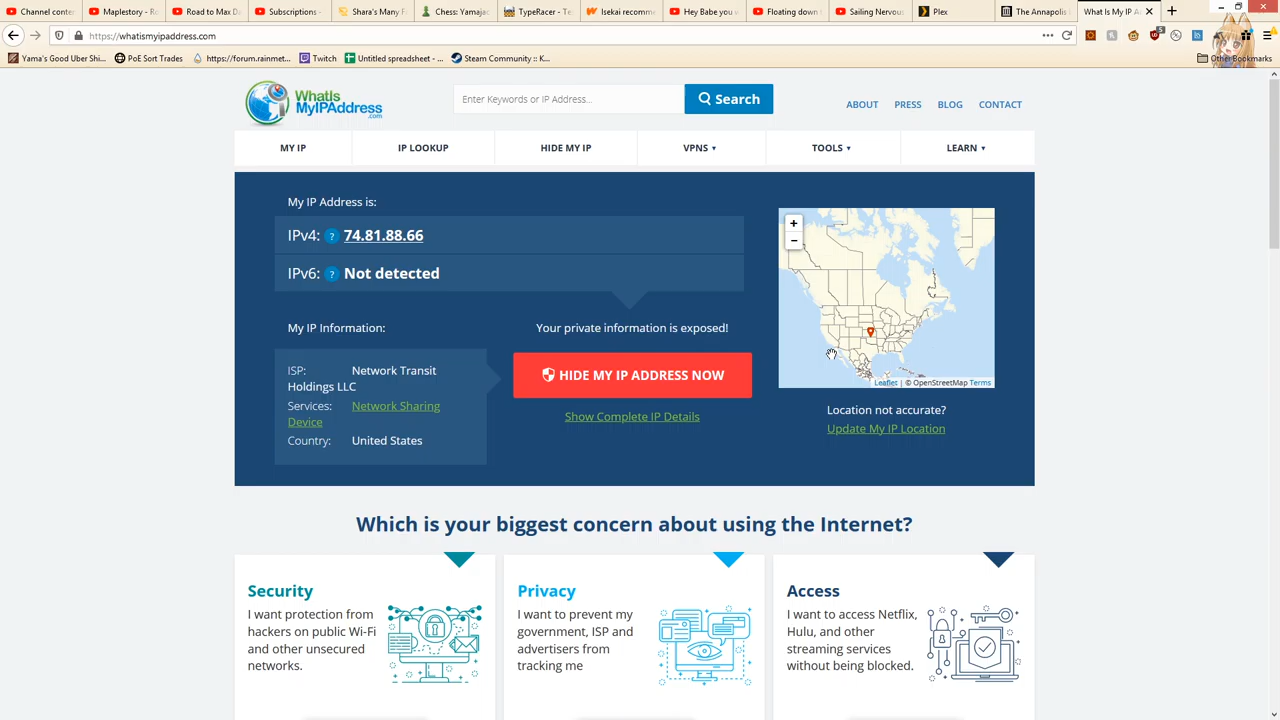 Channel conten
Maplestory - Ro
Road to Max Da
Subscriptions -
Shara's Many F
Chess: Yamajac
TypeRacer - Te
Isekai recomm
Hey Babe you w
Floating down r
Sailing Nervous
Plex
The Annapolis
What Is My IP A
https://whatismyipaddress.com
Yama's Good Uber Shi...
PoE Sort Trades
https://forum.rainmet...
Twitch
Untitled spreadsheet - ...
Steam Community :: K...
Other Bookmarks
WhatIs
MyIPAddress
.com
Enter Keywords or IP Address...
Search
ABOUT
PRESS
BLOG
CONTACT
MY IP
IP LOOKUP
HIDE MY IP
VPNS
TOOLS
LEARN
My IP Address is:
IPv4: ? 74.81.88.66
IPv6: ? Not detected
+
−
My IP Information:
Your private information is exposed!
ISP: Network Transit
Holdings LLC
Services: Network Sharing
Device
Country: United States
HIDE MY IP ADDRESS NOW
Show Complete IP Details
Leaflet | © OpenStreetMap Terms
Location not accurate?
Update My IP Location
Which is your biggest concern about using the Internet?
Security
I want protection from
hackers on public Wi-Fi
and other unsecured
networks.
Privacy
I want to prevent my
government, ISP and
advertisers from
tracking me
Access
I want to access Netflix,
Hulu, and other
streaming services
without being blocked.